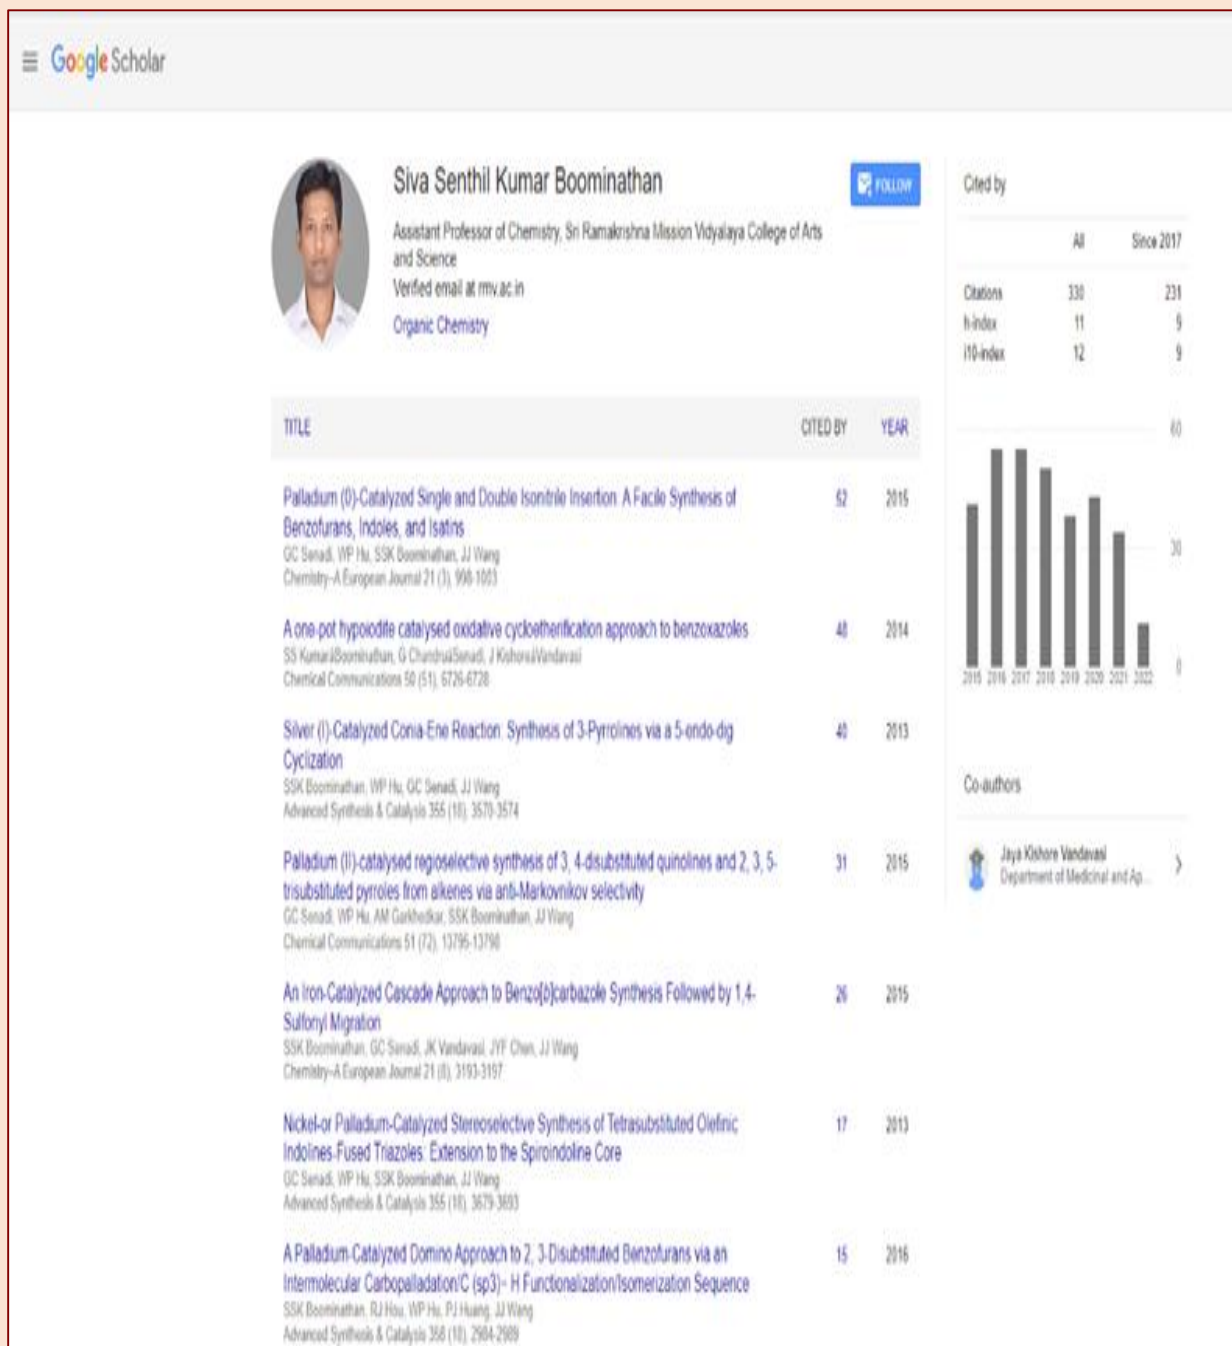 Google Scholar
Siva Senthil Kumar Boominathan
FOLLOW
Assistant Professor of Chemistry, Sri Ramakrishna Mission Vidyalaya College of Arts
and Science
Verified email at rmv.ac.in
Organic Chemistry
TITLE CITED BY YEAR
Palladium (0)-Catalyzed Single and Double Isonitrile Insertion: A Facile Synthesis of
Benzofurans, Indoles, and Isatins
GC Senadi, WP Hu, SSK Boominathan, JJ Wang
Chemistry–A European Journal 21 (3), 998-1003
52 2015
A one-pot hypoiodite catalysed oxidative cycloetherification approach to benzoxazoles
SS KumaráBoominathan, G ChandruáSenadi, J KishoreáVandavasi
Chemical Communications 50 (51), 6726-6728
48 2014
Silver (I)-Catalyzed Conia-Ene Reaction: Synthesis of 3-Pyrrolines via a 5-endo-dig
Cyclization
SSK Boominathan, WP Hu, GC Senadi, JJ Wang
Advanced Synthesis & Catalysis 355 (18), 3570-3574
40 2013
Palladium (II)-catalysed regioselective synthesis of 3, 4-disubstituted quinolines and 2, 3, 5-
trisubstituted pyrroles from alkenes via anti-Markovnikov selectivity
GC Senadi, WP Hu, AM Garkhedkar, SSK Boominathan, JJ Wang
Chemical Communications 51 (72), 13795-13798
31 2015
An Iron-Catalyzed Cascade Approach to Benzo[b]carbazole Synthesis Followed by 1,4-
Sulfonyl Migration
SSK Boominathan, GC Senadi, JK Vandavasi, JYF Chen, JJ Wang
Chemistry–A European Journal 21 (8), 3193-3197
26 2015
Nickel-or Palladium-Catalyzed Stereoselective Synthesis of Tetrasubstituted Olefinic
Indolines-Fused Triazoles: Extension to the Spiroindoline Core
GC Senadi, WP Hu, SSK Boominathan, JJ Wang
Advanced Synthesis & Catalysis 355 (18), 3679-3693
17 2013
A Palladium-Catalyzed Domino Approach to 2, 3-Disubstituted Benzofurans via an
Intermolecular Carbopalladation/C (sp3)− H Functionalization/Isomerization Sequence
SSK Boominathan, RJ Hou, WP Hu, PJ Huang, JJ Wang
Advanced Synthesis & Catalysis 358 (18), 2984-2989
15 2016
Cited by
All Since 2017
Citations 330 231
h-index 11 9
i10-index 12 9
60
30
0
2015 2016 2017 2018 2019 2020 2021 2022
Co-authors
Jaya Kishore Vandavasi
Department of Medicinal and Ap...